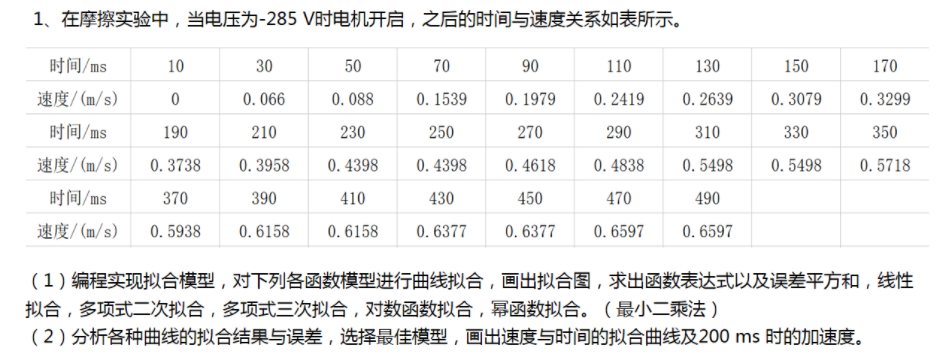 1、在摩擦实验中，当电压为-285 V时电机开启，之后的时间与速度关系如表所示。
时间/ms 10 30 50 70 90 110 130 150 170
速度/(m/s) 0 0.066 0.088 0.1539 0.1979 0.2419 0.2639 0.3079 0.3299
时间/ms 190 210 230 250 270 290 310 330 350
速度/(m/s) 0.3738 0.3958 0.4398 0.4398 0.4618 0.4838 0.5498 0.5498 0.5718
时间/ms 370 390 410 430 450 470 490
速度/(m/s) 0.5938 0.6158 0.6158 0.6377 0.6377 0.6597 0.6597
（1）编程实现拟合模型，对下列各函数模型进行曲线拟合，画出拟合图，求出函数表达式以及误差平方和，线性
拟合，多项式二次拟合，多项式三次拟合，对数函数拟合，幂函数拟合。（最小二乘法）
（2）分析各种曲线的拟合结果与误差，选择最佳模型，画出速度与时间的拟合曲线及200 ms 时的加速度。